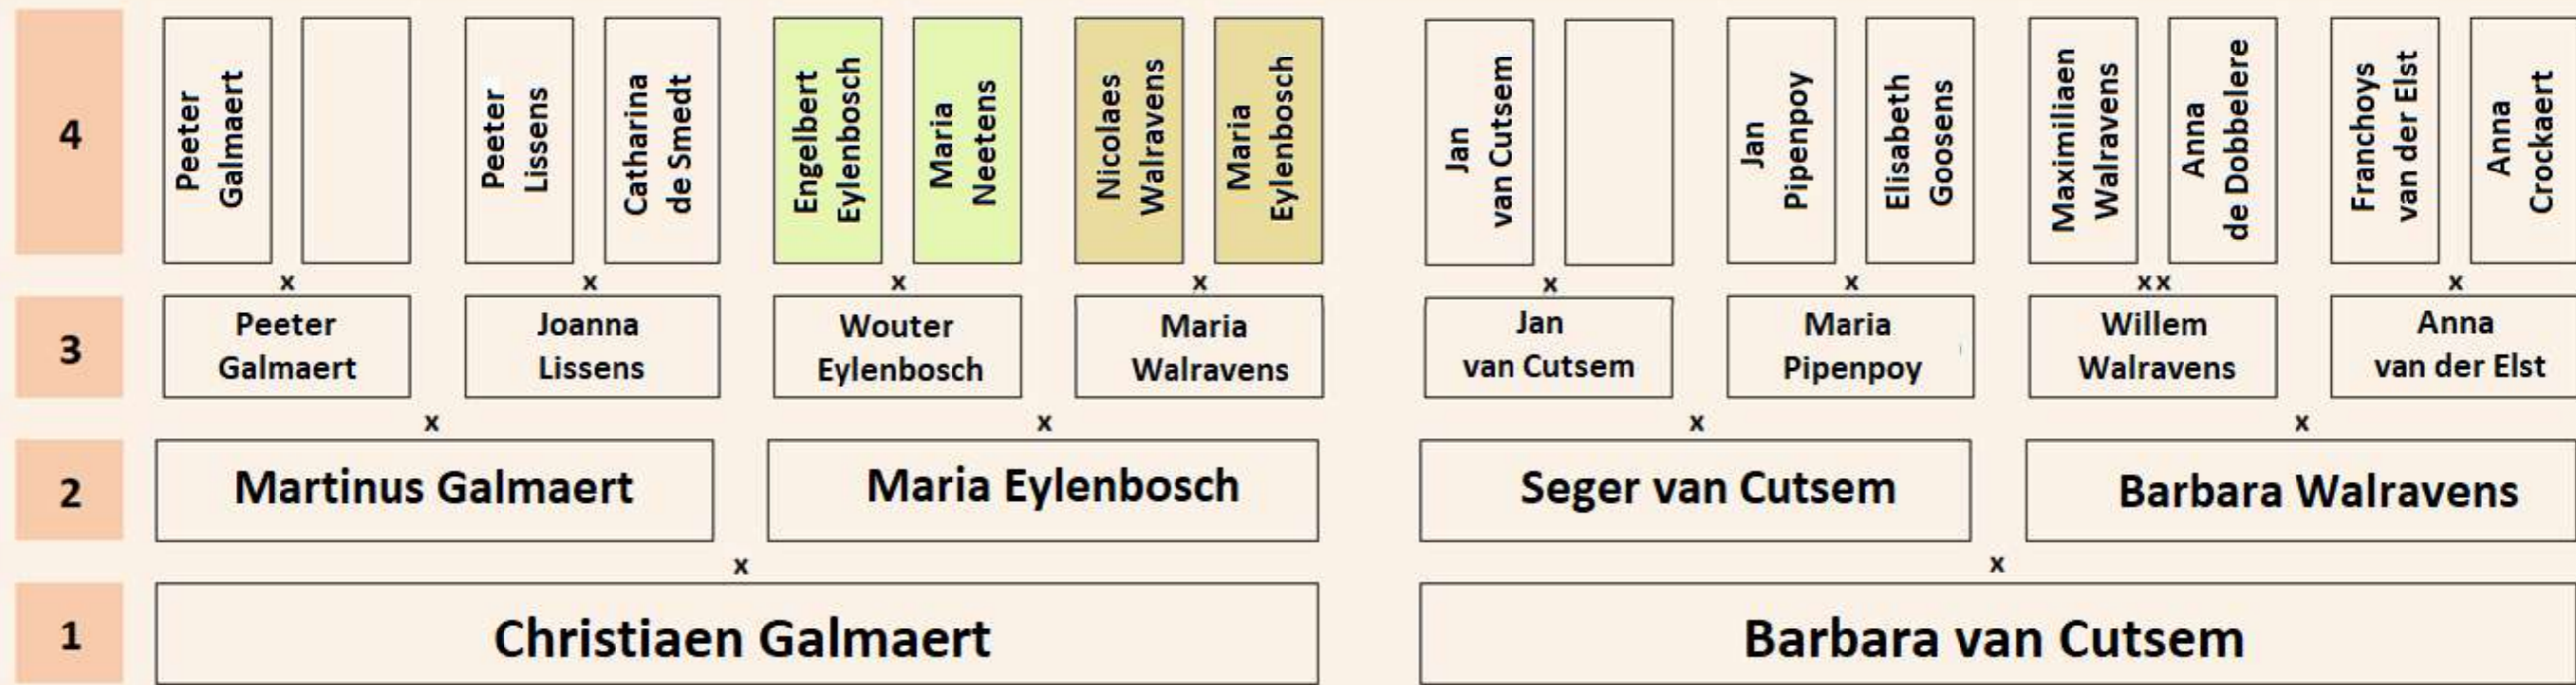 4
Peeter
Galmaert
Peeter
Lissens
Catharina
de Smedt
Engelbert
Eylenbosch
Maria
Neetens
Nicolaes
Walravens
Maria
Eylenbosch
Jan
van Cutsem
Jan
Pipenpoy
Elisabeth
Goosens
Maximiliaen
Walravens
Anna
de Dobbelere
Franchoys
van der Elst
Anna
Crockaert
x
x
x
x
x
x
xx
x
3
Peeter
Galmaert
Joanna
Lissens
Wouter
Eylenbosch
Maria
Walravens
Jan
van Cutsem
Maria
Pipenpoy
Willem
Walravens
Anna
van der Elst
x
x
x
x
2
Martinus Galmaert
Maria Eylenbosch
Seger van Cutsem
Barbara Walravens
x
x
1
Christiaen Galmaert
Barbara van Cutsem